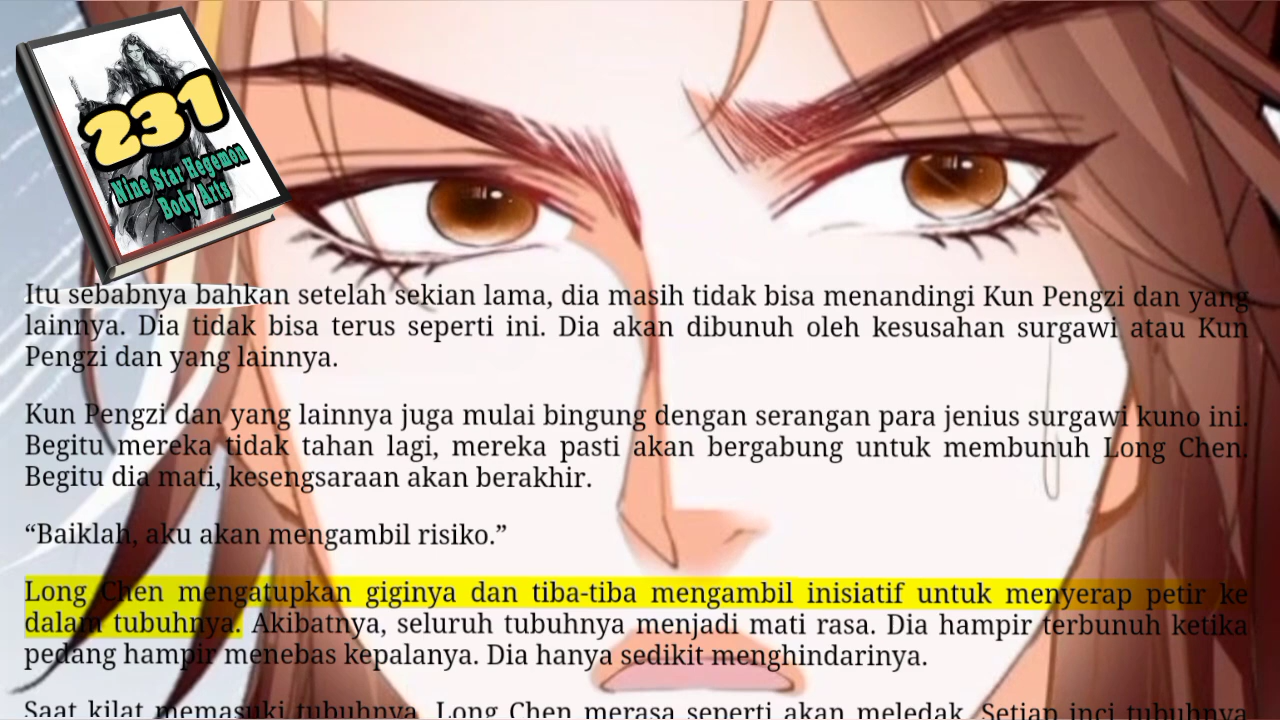 231
Nine Star Hegemon
Body Arts
Itu sebabnya bahkan setelah sekian lama, dia masih tidak bisa menandingi Kun Pengzi dan yang
lainnya. Dia tidak bisa terus seperti ini. Dia akan dibunuh oleh kesusahan surgawi atau Kun
Pengzi dan yang lainnya.
Kun Pengzi dan yang lainnya juga mulai bingung dengan serangan para jenius surgawi kuno ini.
Begitu mereka tidak tahan lagi, mereka pasti akan bergabung untuk membunuh Long Chen.
Begitu dia mati, kesengsaraan akan berakhir.
“Baiklah, aku akan mengambil risiko.”
Long Chen mengatupkan giginya dan tiba-tiba mengambil inisiatif untuk menyerap petir ke
dalam tubuhnya. Akibatnya, seluruh tubuhnya menjadi mati rasa. Dia hampir terbunuh ketika
pedang hampir menebas kepalanya. Dia hanya sedikit menghindarinya.
Saat kilat memasuki tubuhnya, Long Chen merasa seperti akan meledak. Setiap inci tubuhnya